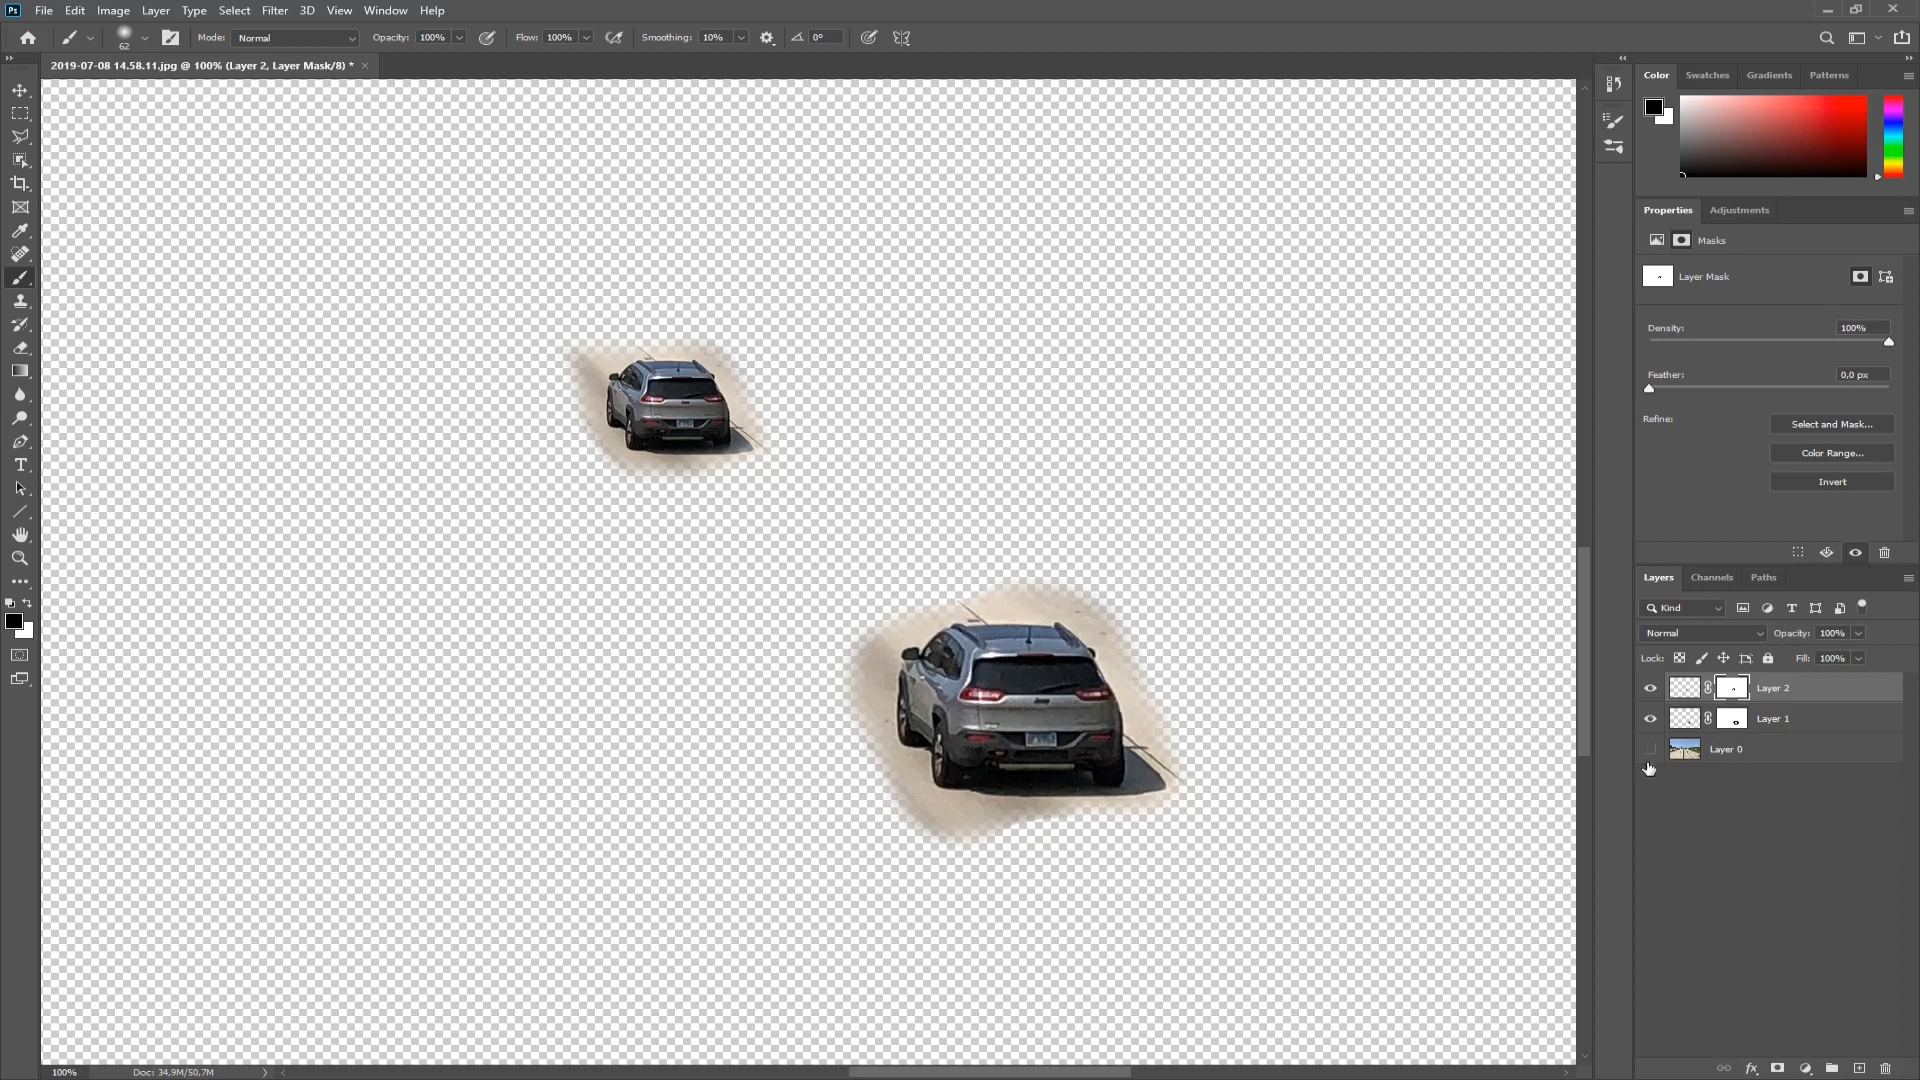 Ps File Edit Image Layer Type Select Filter 3D View Window Help
62 Mode: Normal Opacity: 100% Flow: 100% Smoothing: 10% 0°
2019-07-08 14.58.11.jpg @ 100% (Layer 2, Layer Mask/8) *
Color Swatches Gradients Patterns
Properties Adjustments
Masks
Layer Mask
Density: 100%
Feather: 0,0 px
Refine: Select and Mask...
Color Range...
Invert
Layers Channels Paths
Kind
Normal Opacity: 100%
Lock: Fill: 100%
Layer 2
Layer 1
Layer 0
100% Doc: 34,9M/50,7M